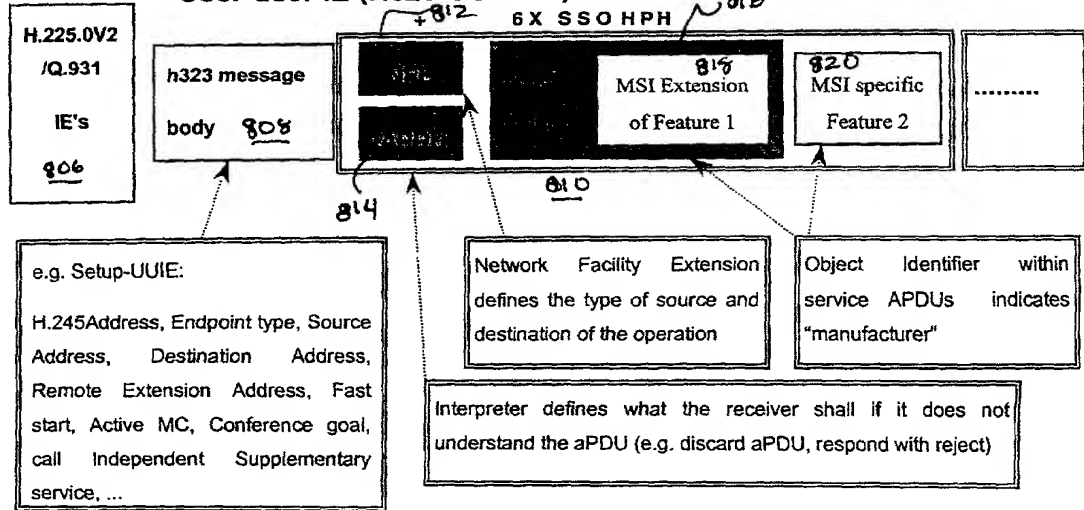 812
6X SSOHPH
H.225.0V2
/Q.931
IE's
806
h323 message
body 808
814
818
MSI Extension
of Feature 1
820
MSI specific
Feature 2
.........
810
e.g. Setup-UUIE:
H.245Address, Endpoint type, Source
Address, Destination Address,
Remote Extension Address, Fast
start, Active MC, Conference goal,
call Independent Supplementary
service, ...
Network Facility Extension
defines the type of source and
destination of the operation
Object Identifier within
service APDUs indicates
"manufacturer"
Interpreter defines what the receiver shall if it does not
understand the aPDU (e.g. discard aPDU, respond with reject)